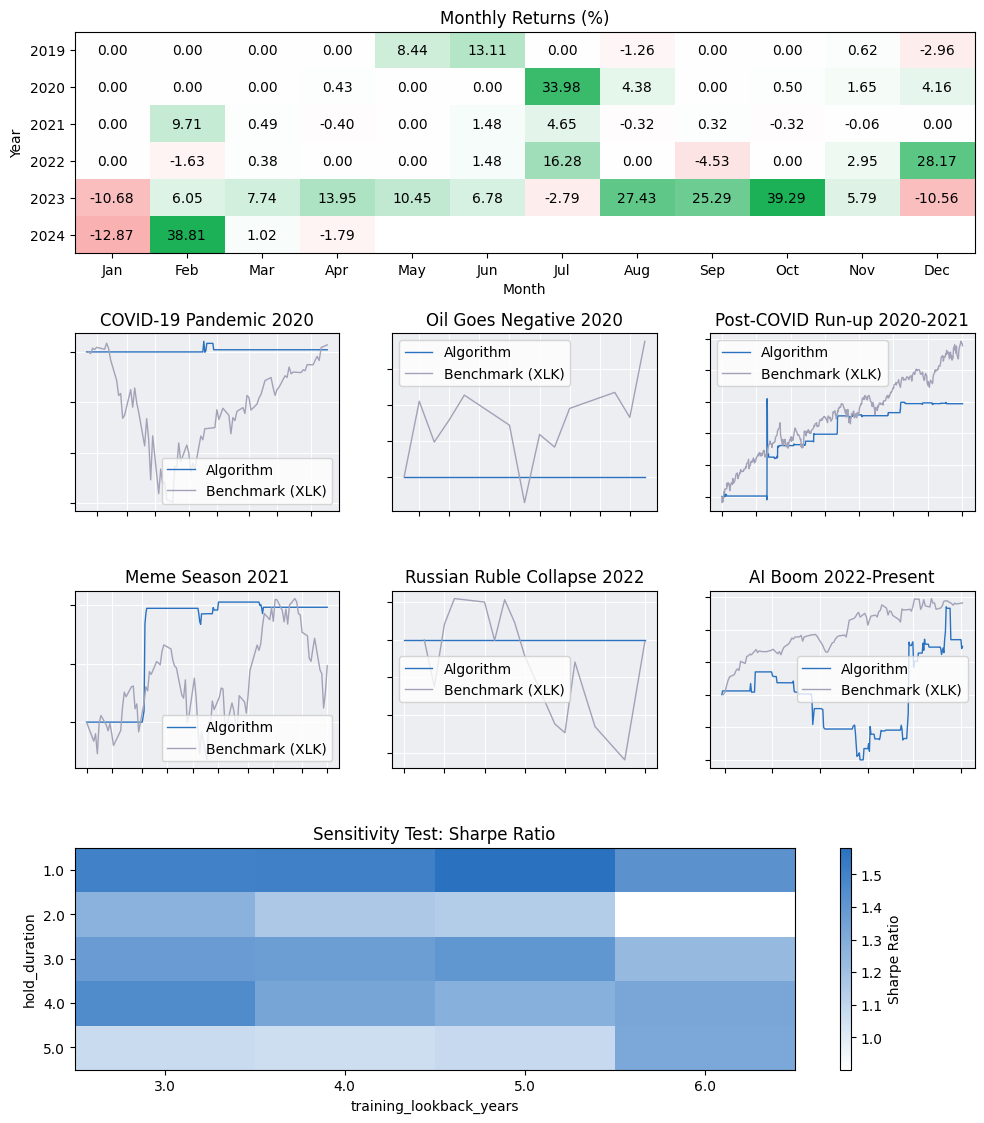 Monthly Returns (%)
2019 0.00 0.00 0.00 0.00 8.44 13.11 0.00 -1.26 0.00 0.00 0.62 -2.96
2020 0.00 0.00 0.00 0.43 0.00 0.00 33.98 4.38 0.00 0.50 1.65 4.16
2021 0.00 9.71 0.49 -0.40 0.00 1.48 4.65 -0.32 0.32 -0.32 -0.06 0.00
2022 0.00 -1.63 0.38 0.00 0.00 1.48 16.28 0.00 -4.53 0.00 2.95 28.17
2023 -10.68 6.05 7.74 13.95 10.45 6.78 -2.79 27.43 25.29 39.29 5.79 -10.56
2024 -12.87 38.81 1.02 -1.79
Year
Jan Feb Mar Apr May Jun Jul Aug Sep Oct Nov Dec
Month
COVID-19 Pandemic 2020
Algorithm
Benchmark (XLK)
Oil Goes Negative 2020
Algorithm
Benchmark (XLK)
Post-COVID Run-up 2020-2021
Algorithm
Benchmark (XLK)
Meme Season 2021
Algorithm
Benchmark (XLK)
Russian Ruble Collapse 2022
Algorithm
Benchmark (XLK)
AI Boom 2022-Present
Algorithm
Benchmark (XLK)
Sensitivity Test: Sharpe Ratio
hold_duration
1.0
2.0
3.0
4.0
5.0
3.0 4.0 5.0 6.0
training_lookback_years
1.5
1.4
1.3
1.2
1.1
1.0
Sharpe Ratio